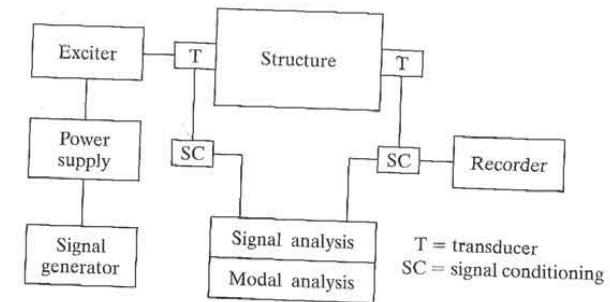 Exciter
T
Structure
T
Power
supply
SC
SC
Recorder
Signal
generator
Signal analysis
Modal analysis
T = transducer
SC = signal conditioning